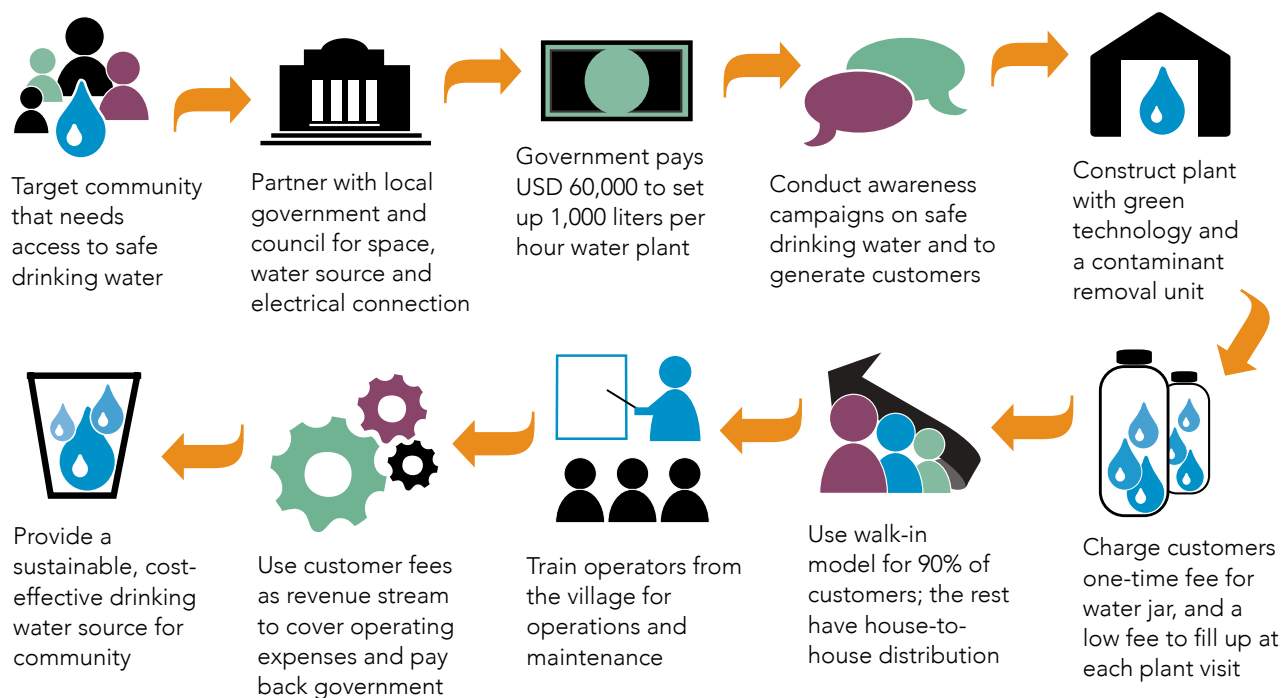 Target community
that needs
access to safe
drinking water
Partner with local
government and
council for space,
water source and
electrical connection
Government pays
USD 60,000 to set
up 1,000 liters per
hour water plant
Conduct awareness
campaigns on safe
drinking water and to
generate customers
Construct plant
with green
technology and
a contaminant
removal unit
Charge customers
one-time fee for
water jar, and a
low fee to fill up at
each plant visit
Use walk-in
model for 90% of
customers; the rest
have house-to-
house distribution
Train operators from
the village for
operations and
maintenance
Use customer fees
as revenue stream
to cover operating
expenses and pay
back government
Provide a
sustainable, cost-
effective drinking
water source for
community